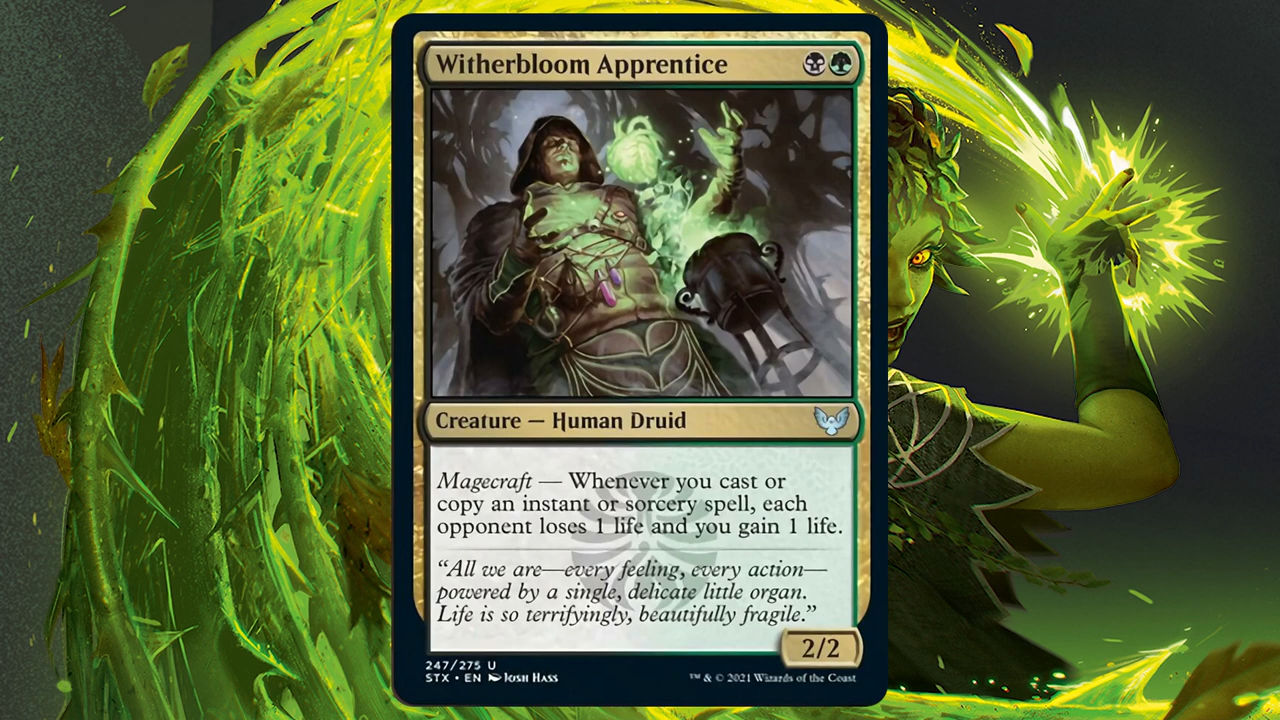 Witherbloom Apprentice
Creature — Human Druid
Magecraft — Whenever you cast or
copy an instant or sorcery spell, each
opponent loses 1 life and you gain 1 life.
“All we are—every feeling, every action—
powered by a single, delicate little organ.
Life is so terrifyingly, beautifully fragile.”
2/2
247/275 U
STX • EN Josh Hass
™ & © 2021 Wizards of the Coast